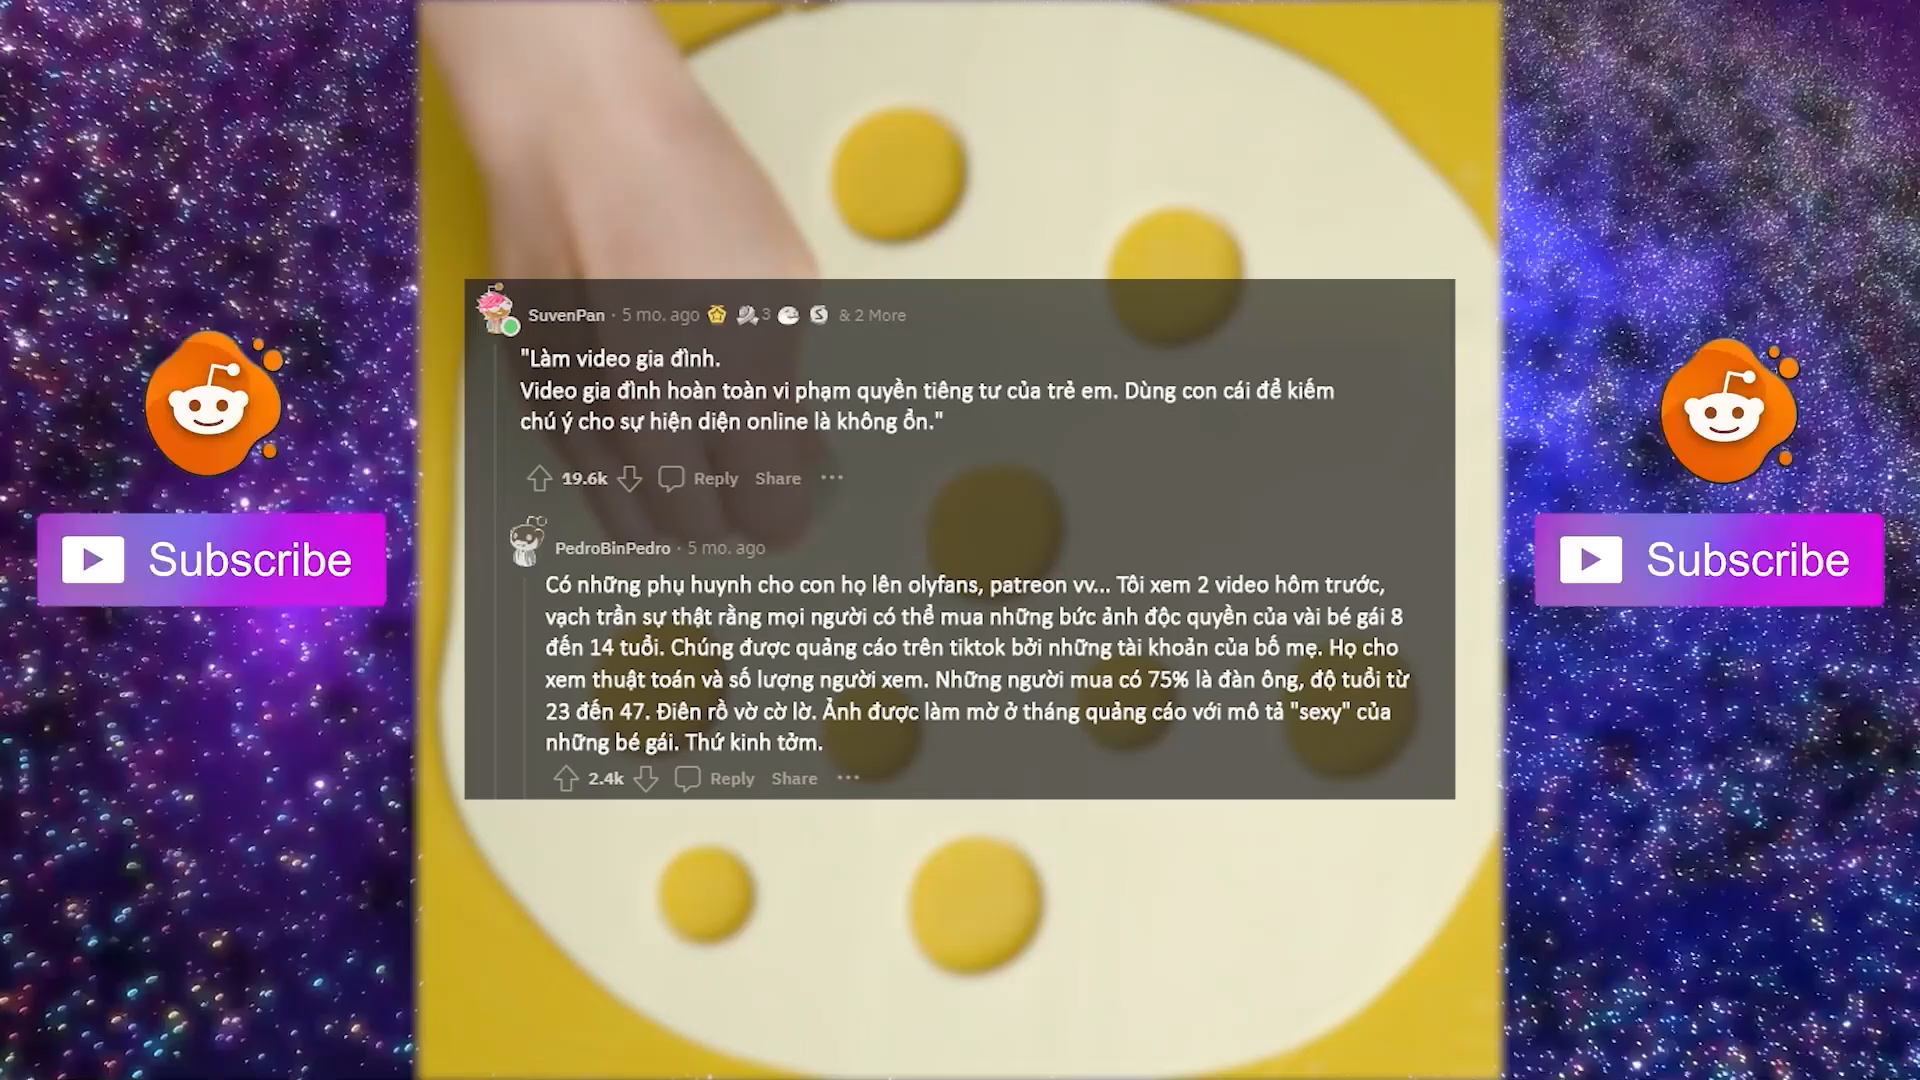 SuvenPan · 5 mo. ago 3 & 2 More
"Làm video gia đình.
Video gia đình hoàn toàn vi phạm quyền tiêng tư của trẻ em. Dùng con cái để kiếm
chú ý cho sự hiện diện online là không ổn."
19.6k Reply Share ···
PedroBinPedro · 5 mo. ago
Có những phụ huynh cho con họ lên olyfans, patreon vv... Tôi xem 2 video hôm trước,
vạch trần sự thật rằng mọi người có thể mua những bức ảnh độc quyền của vài bé gái 8
đến 14 tuổi. Chúng được quảng cáo trên tiktok bởi những tài khoản của bố mẹ. Họ cho
xem thuật toán và số lượng người xem. Những người mua có 75% là đàn ông, độ tuổi từ
23 đến 47. Điên rồ vờ cờ lờ. Ảnh được làm mờ ở tháng quảng cáo với mô tả "sexy" của
những bé gái. Thứ kinh tởm.
2.4k Reply Share ···
Subscribe
Subscribe